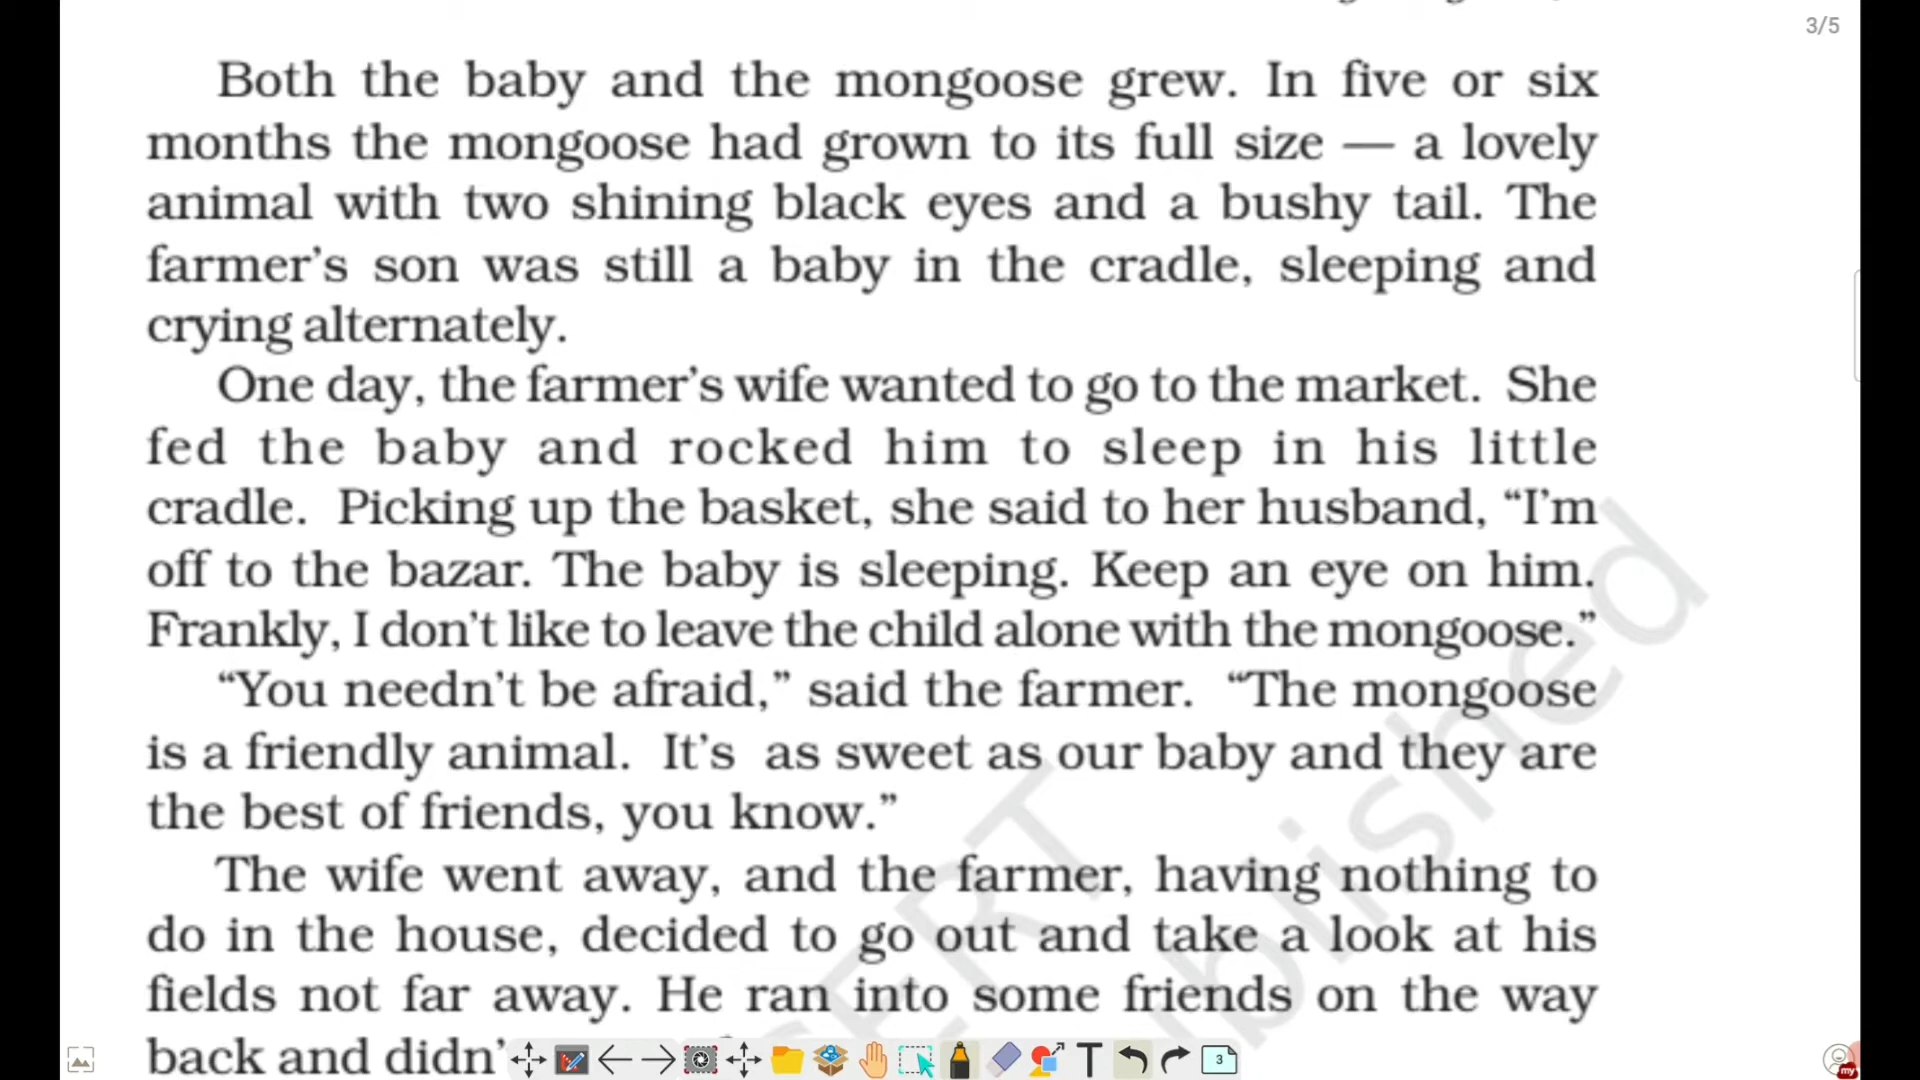 3/5
Both the baby and the mongoose grew. In five or six
months the mongoose had grown to its full size — a lovely
animal with two shining black eyes and a bushy tail. The
farmer’s son was still a baby in the cradle, sleeping and
crying alternately.
One day, the farmer’s wife wanted to go to the market. She
fed the baby and rocked him to sleep in his little
cradle. Picking up the basket, she said to her husband, “I’m
off to the bazar. The baby is sleeping. Keep an eye on him.
Frankly, I don’t like to leave the child alone with the mongoose.”
“You needn’t be afraid,” said the farmer. “The mongoose
is a friendly animal. It’s as sweet as our baby and they are
the best of friends, you know.”
The wife went away, and the farmer, having nothing to
do in the house, decided to go out and take a look at his
fields not far away. He ran into some friends on the way
back and didn’
T
3
my